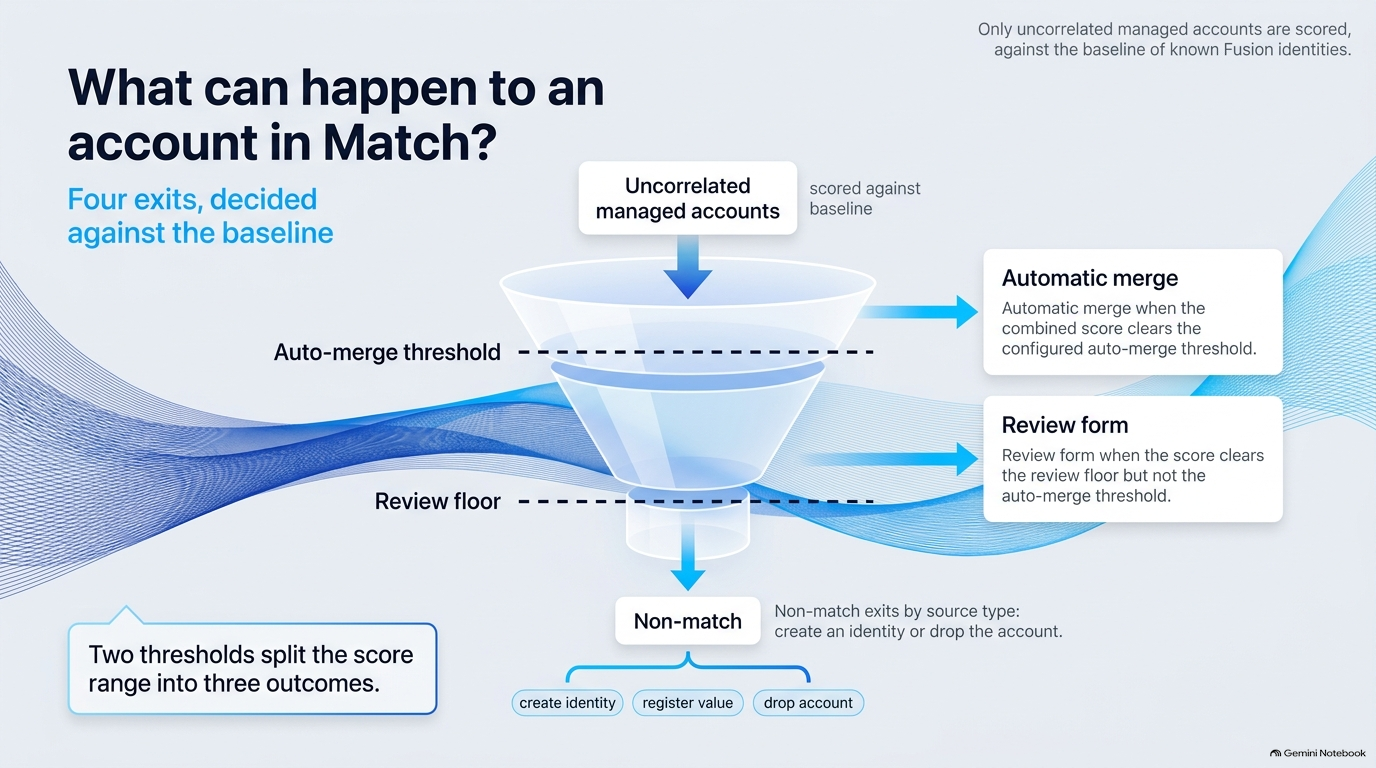 Only uncorrelated managed accounts are scored,
against the baseline of known Fusion identities.
What can happen to an
account in Match?
Four exits, decided
against the baseline
Uncorrelated
managed accounts
scored against
baseline
Automatic merge
Automatic merge when the
combined score clears the
configured auto-merge threshold.
Auto-merge threshold
Review form
Review form when the score clears
the review floor but not the
auto-merge threshold.
Review floor
Non-match
Non-match exits by source type:
create an identity or drop the account.
Two thresholds split the score
range into three outcomes.
create identity
register value
drop account
Gemini Notebook